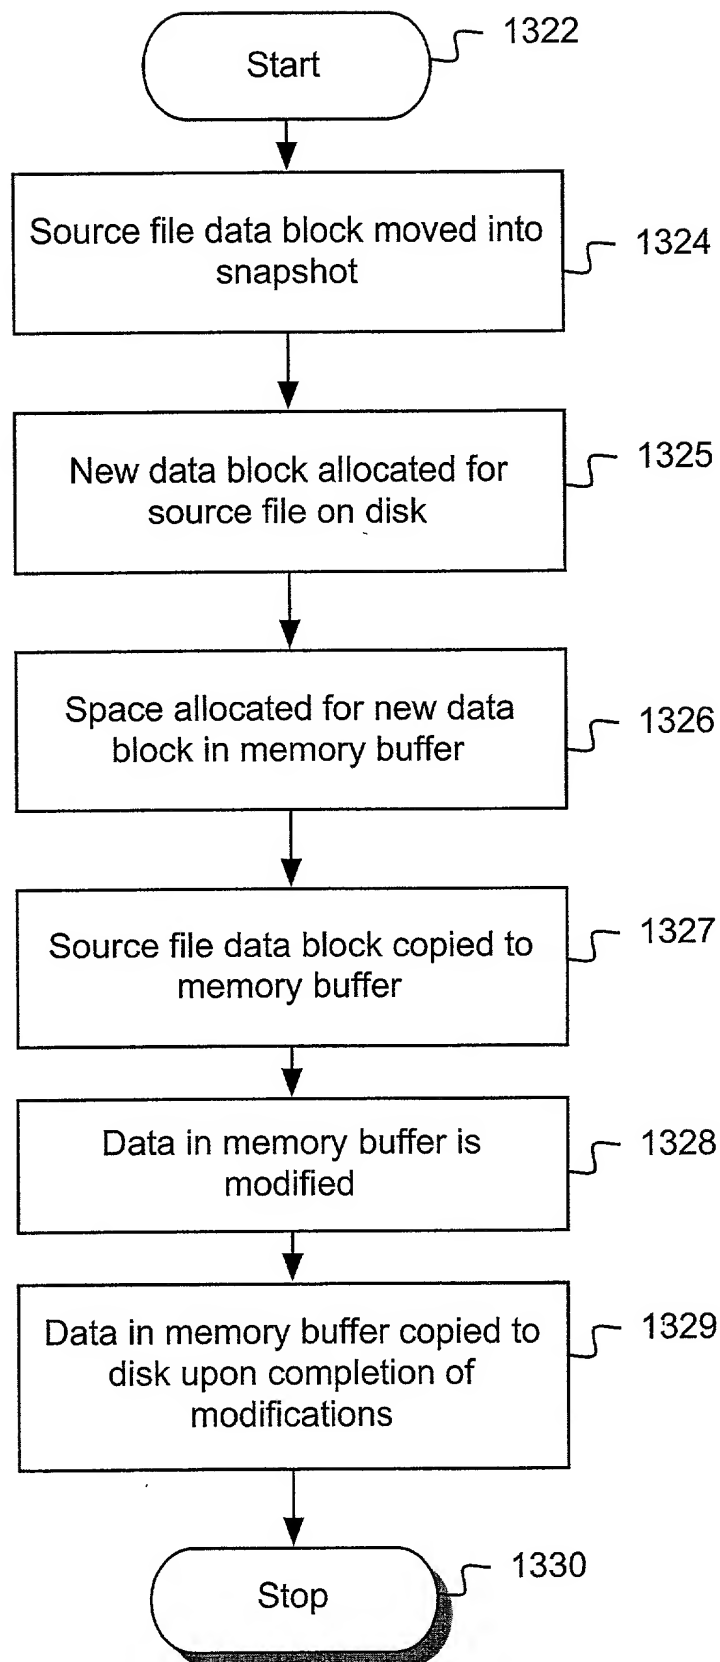 Start
1322
Source file data block moved into
snapshot
1324
New data block allocated for
source file on disk
1325
Space allocated for new data
block in memory buffer
1326
Source file data block copied to
memory buffer
1327
Data in memory buffer is
modified
1328
Data in memory buffer copied to
disk upon completion of
modifications
1329
Stop
1330